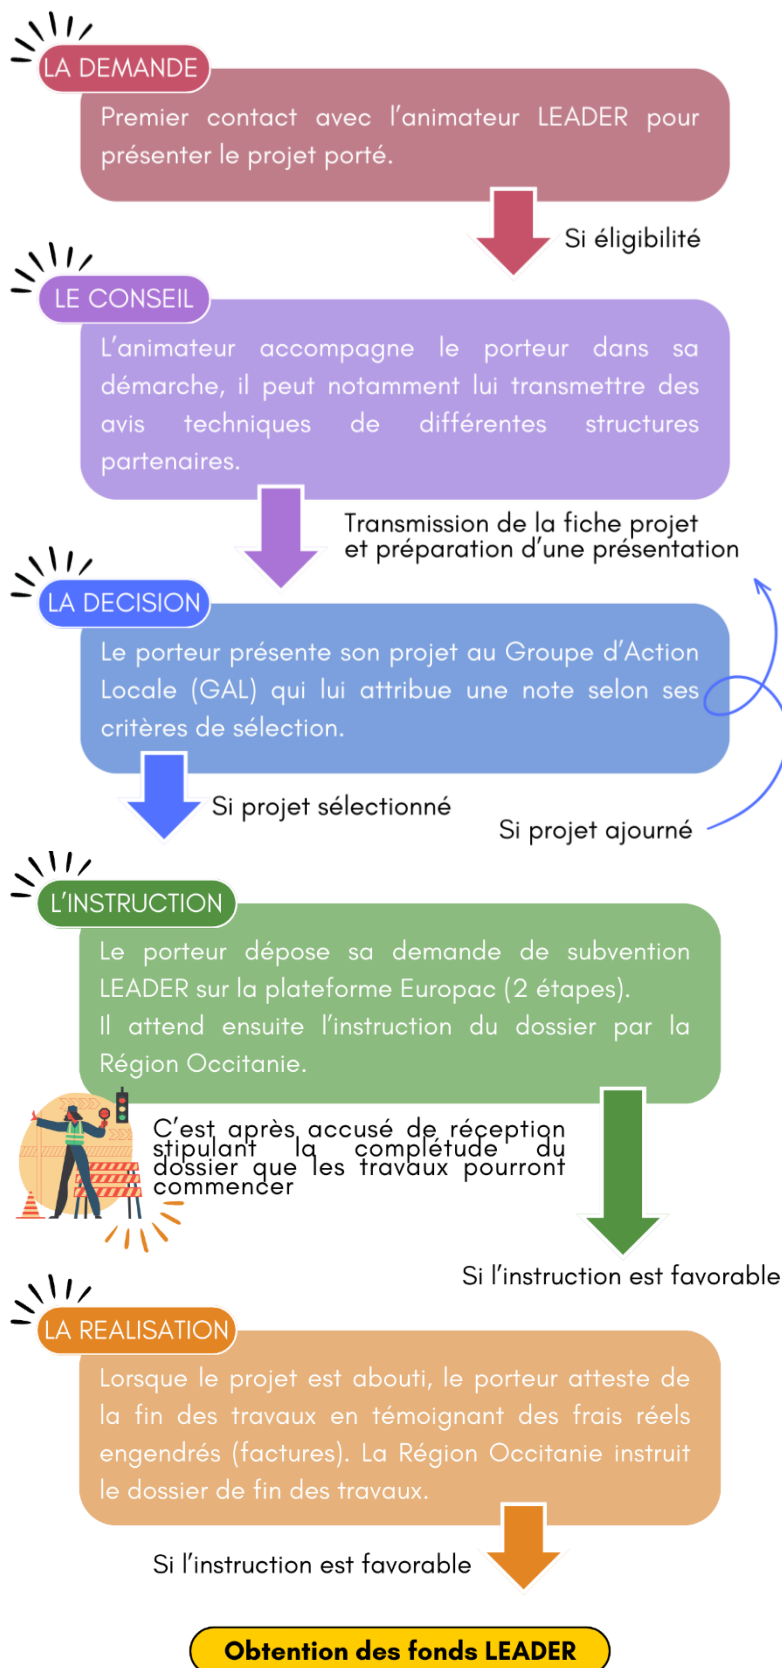 LA DEMANDE
Premier contact avec l'animateur LEADER pour
présenter le projet porté.
Si éligibilité
LE CONSEIL
L'animateur accompagne le porteur dans sa
démarche, il peut notamment lui transmettre des
avis techniques de différentes structures
partenaires.
Transmission de la fiche projet
et préparation d'une présentation
LA DECISION
Le porteur présente son projet au Groupe d'Action
Locale (GAL) qui lui attribue une note selon ses
critères de sélection.
Si projet sélectionné
Si projet ajourné
L'INSTRUCTION
Le porteur dépose sa demande de subvention
LEADER sur la plateforme Europac (2 étapes).
Il attend ensuite l'instruction du dossier par la
Région Occitanie.
C'est après accusé de réception
stipulant la complétude du
dossier que les travaux pourront
commencer
Si l'instruction est favorable
LA REALISATION
Lorsque le projet est abouti, le porteur atteste de
la fin des travaux en témoignant des frais réels
engendrés (factures). La Région Occitanie instruit
le dossier de fin des travaux.
Si l'instruction est favorable
Obtention des fonds LEADER